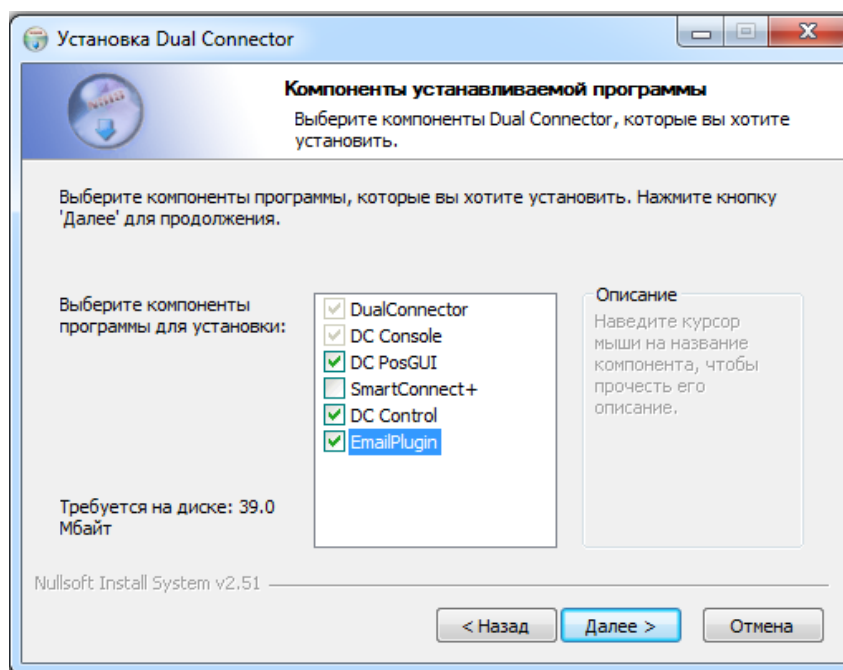 Установка Dual Connector
Компоненты устанавливаемой программы
Выберите компоненты Dual Connector, которые вы хотите
установить.
Выберите компоненты программы, которые вы хотите установить. Нажмите кнопку
'Далее' для продолжения.
Выберите компоненты
программы для установки:
DualConnector
DC Console
DC PosGUI
SmartConnect+
DC Control
EmailPlugin
Описание
Наведите курсор
мыши на название
компонента, чтобы
прочесть его
описание.
Требуется на диске: 39.0
Мбайт
Nullsoft Install System v2.51
< Назад
Далее >
Отмена